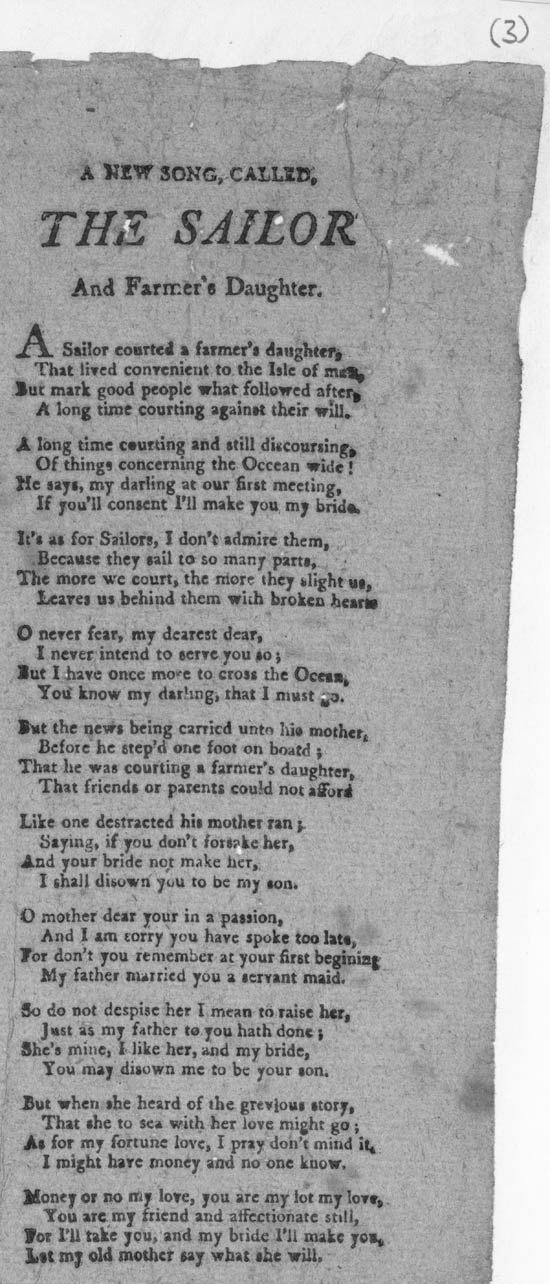 (3)
A NEW SONG, CALLED,
THE SAILOR
And Farmer's Daughter.
A Sailor courted a farmer's daughter,
That lived convenient to the Isle of man,
But mark good people what followed after,
A long time courting against their will.
A long time courting and still discoursing,
Of things concerning the Occean wide!
He says, my darling at our first meeting,
If you'll consent I'll make you my bride.
It's as for Sailors, I don't admire them,
Because they sail to so many parts,
The more we court, the more they slight us,
Leaves us behind them with broken hearts
O never fear, my dearest dear,
I never intend to serve you so;
But I have once more to cross the Ocean,
You know my darling, that I must go.
But the news being carried unto his mother,
Before he step'd one foot on boatd;
That he was courting a farmer's daughter,
That friends or parents could not afford
Like one destracted his mother ran;
Saying, if you don't forsake her,
And your bride not make her,
I shall disown you to be my son.
O mother dear your in a passion,
And I am sorry you have spoke too late,
For don't you remember at your first begining
My father married you a servant maid.
So do not despise her I mean to raise her,
Just as my father to you hath done;
She's mine, I like her, and my bride,
You may disown me to be your son.
But when she heard of the grevious story,
That she to sea with her love might go;
As for my fortune love, I pray don't mind it,
I might have money and no one know.
Money or no my love, you are my lot my love,
You are my friend and affectionate still,
For I'll take you, and my bride I'll make you,
Let my old mother say what she will.